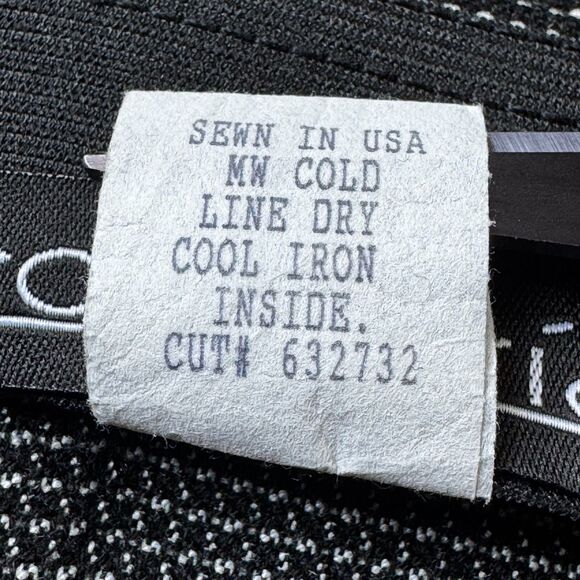 SEWN IN USA
MW COLD
LINE DRY
COOL IRON
INSIDE.
CUT# 632732